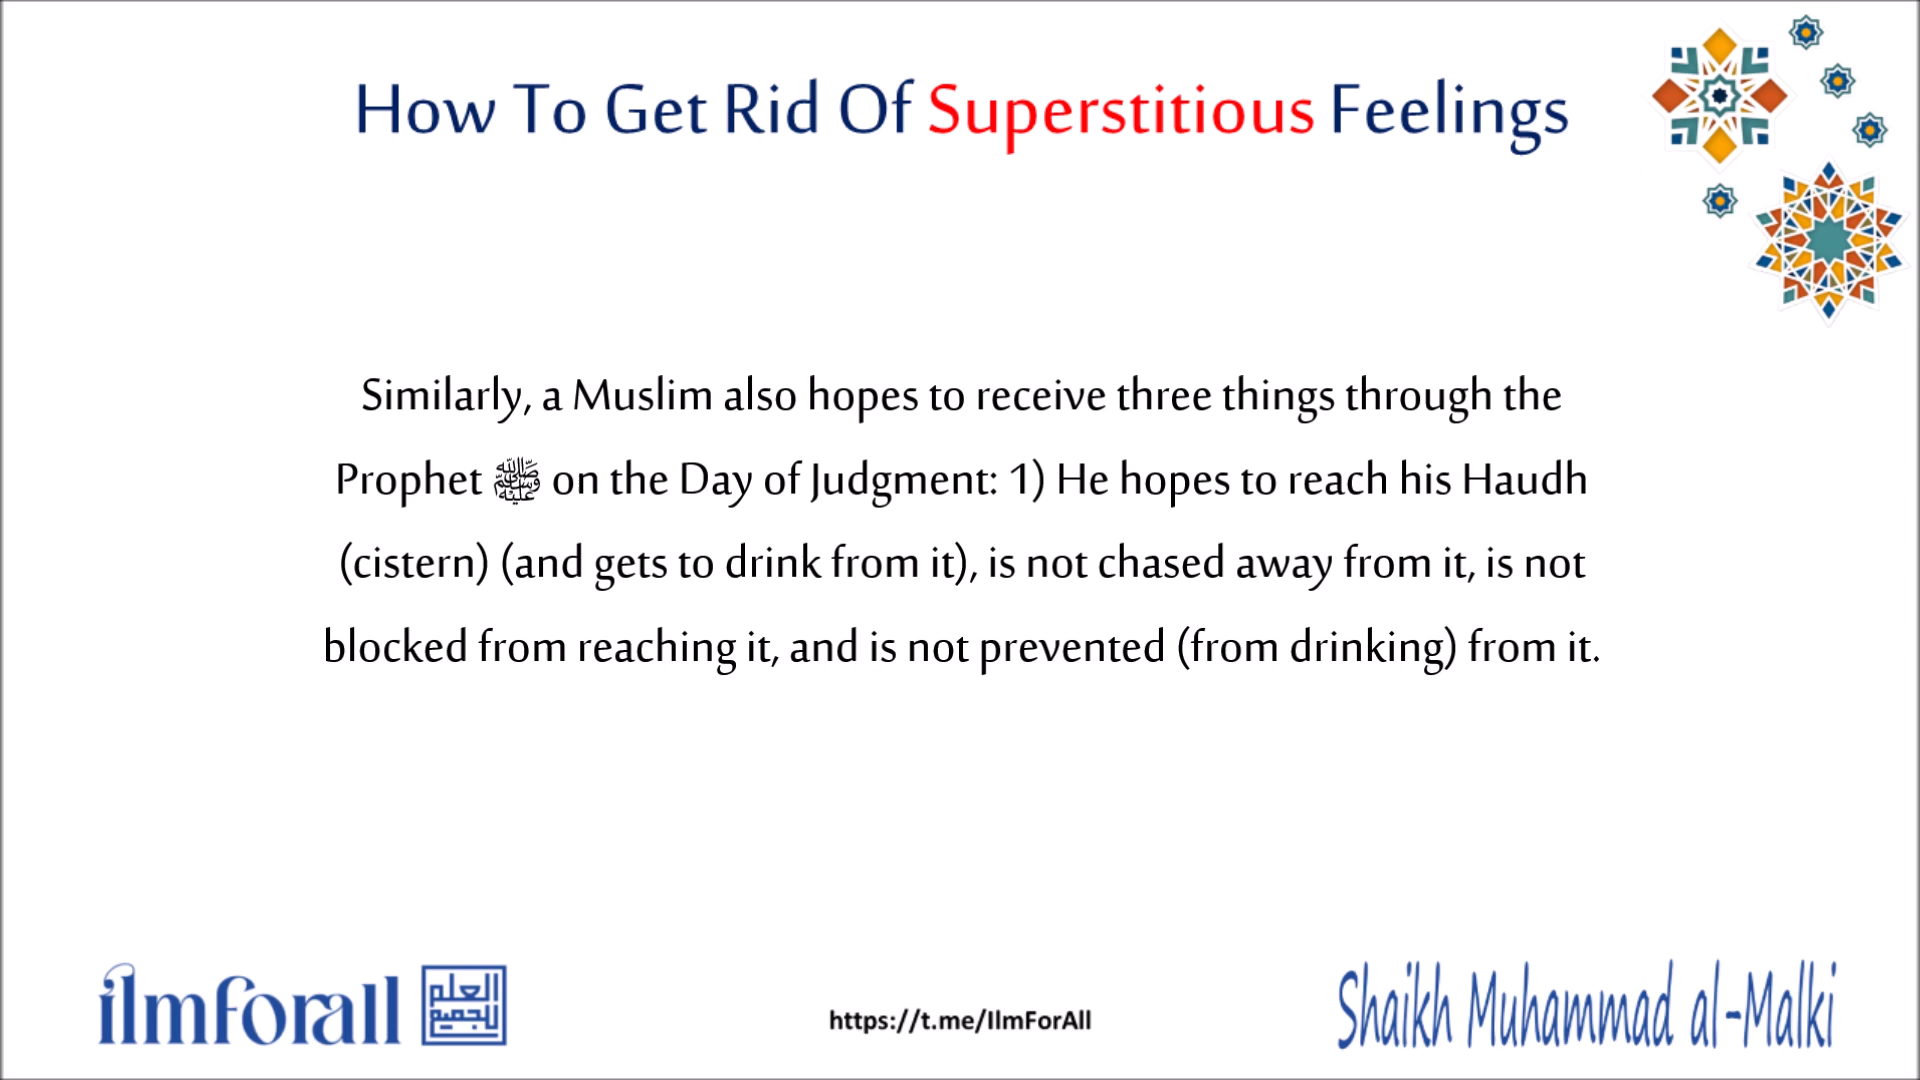 How To Get Rid Of Superstitious Feelings
Similarly, a Muslim also hopes to receive three things through the
Prophet ﷺ on the Day of Judgment: 1) He hopes to reach his Haudh
(cistern) (and gets to drink from it), is not chased away from it, is not
blocked from reaching it, and is not prevented (from drinking) from it.
ilmforall
العلم
للجميع
https://t.me/IlmForAll
Shaikh Muhammad al-Malki